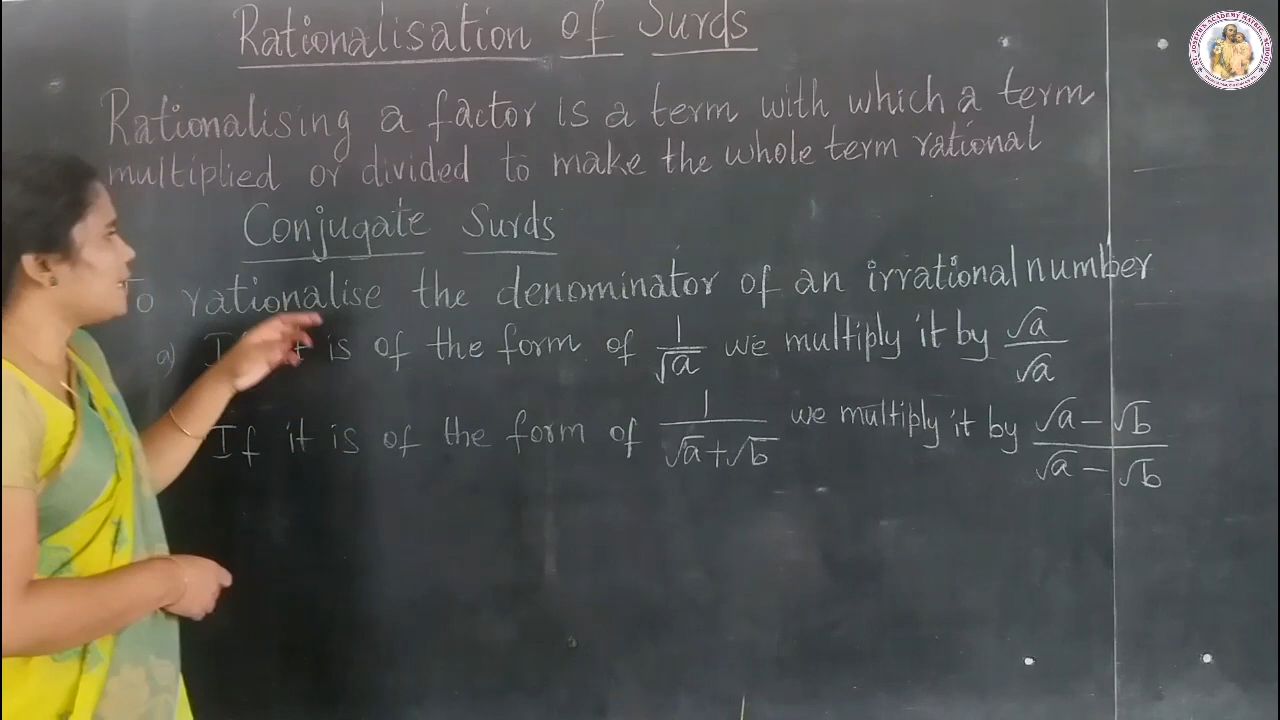 Rationalisation of Surds
Rationalising a factor is a term with which a term
multiplied or divided to make the whole term rational
Conjugate Surds
To rationalise the denominator of an irrational number
a) If it is of the form of 1/√a we multiply it by √a/√a
If it is of the form of 1/(√a+√b) we multiply it by (√a-√b)/(√a-√b)